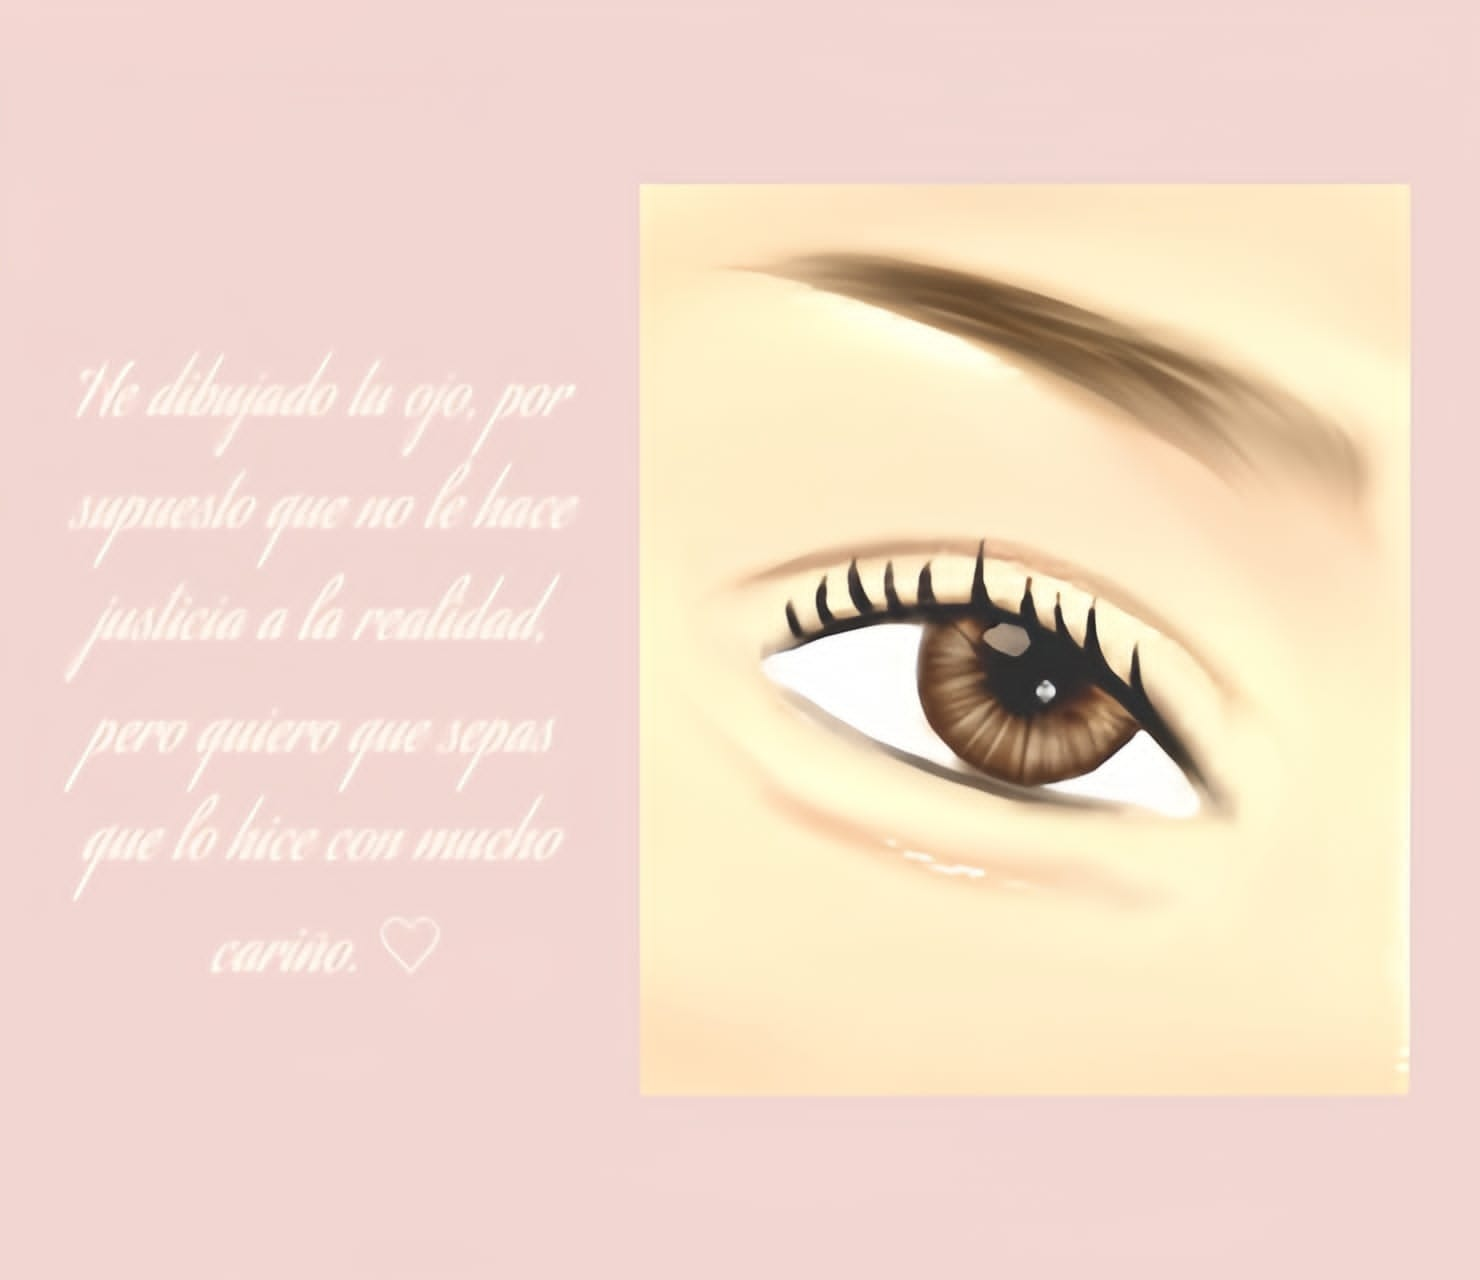 He dibujado tu ojo, por
supuesto que no le hace
justicia a la realidad,
pero quiero que sepas
que lo hice con mucho
cariño. ♡